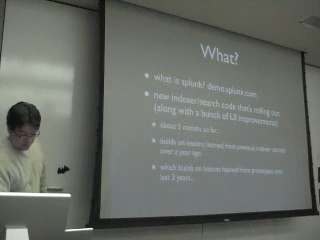 What?
what is splunk? demo.splunk.com
new indexer/search code that's rolling out
(along with a bunch of UI improvements)
about 5 months so far...
builds on lessons learned from previous indexer
over a year ago
which builds on lessons learned from prototypes over
last 3 years...